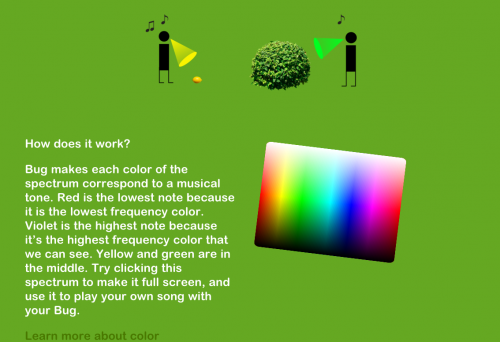 How does it work?
Bug makes each color of the
spectrum correspond to a musical
tone. Red is the lowest note because
it is the lowest frequency color.
Violet is the highest note because
it's the highest frequency color that
we can see. Yellow and green are in
the middle. Try clicking this
spectrum to make it full screen, and
use it to play your own song with
your Bug.
Learn more about color